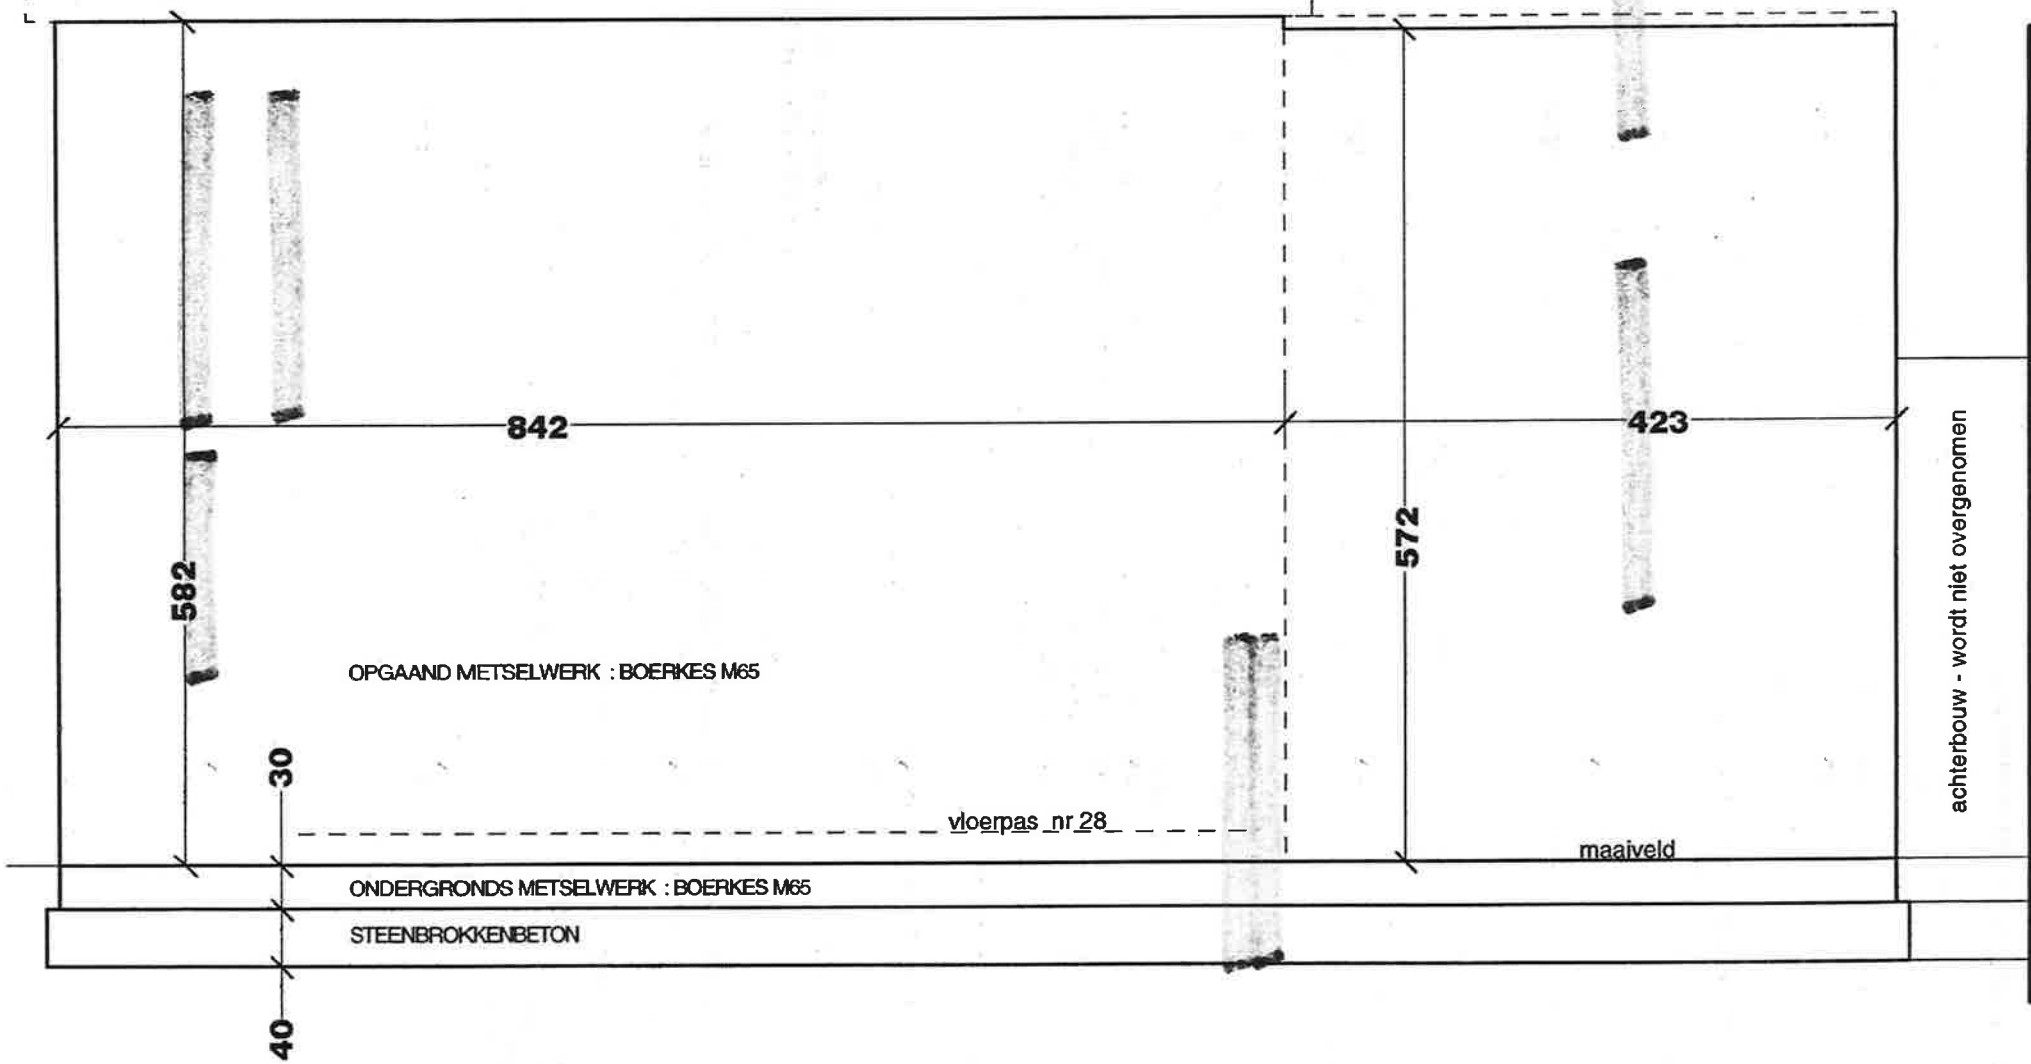 842
423
582
572
achterbouw - wordt niet overgenomen
OPGAAND METSELWERK : BOERKES M65
30
vloerpas nr 28
maaiveld
ONDERGRONDS METSELWERK : BOERKES M65
STEENBROKKENBETON
40